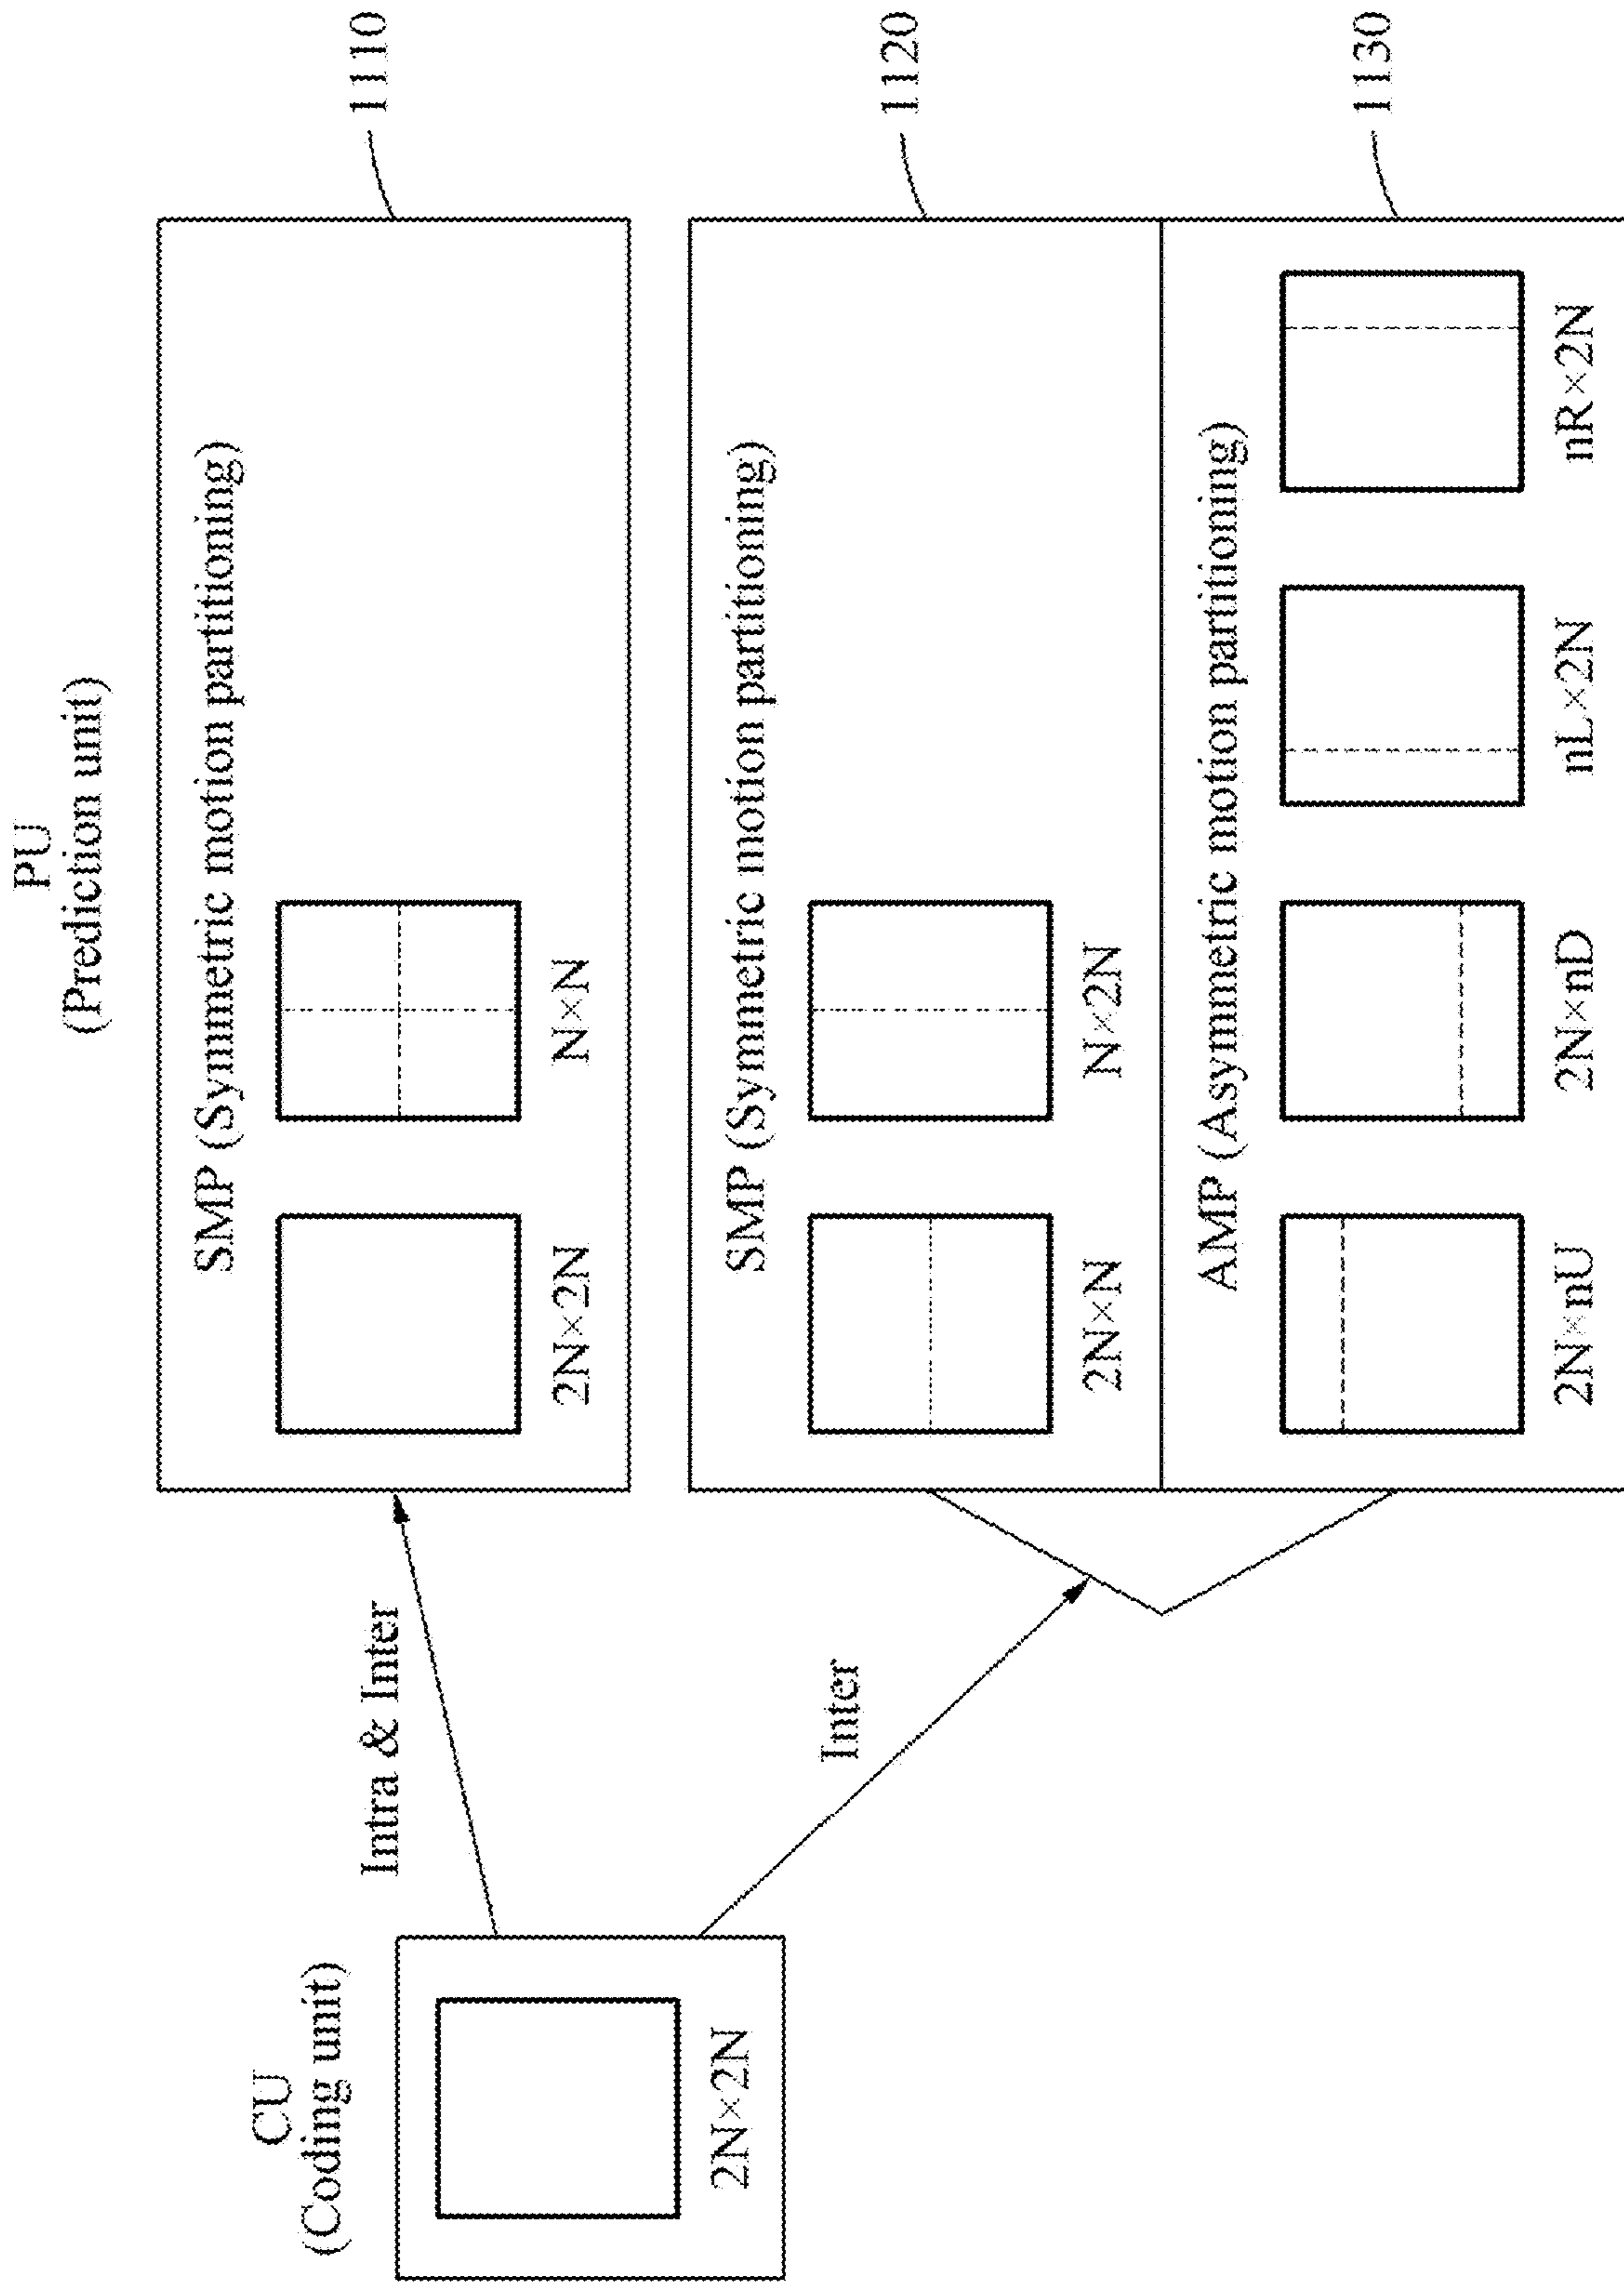 PU
(Prediction unit)
CU
(Coding unit)
2N×2N
Intra & Inter
Inter
SMP (Symmetric motion partitioning)
2N×2N
N×N
1110
SMP (Symmetric motion partitioning)
2N×N
N×2N
1120
AMP (Asymmetric motion partitioning)
2N×nU
2N×nD
nL×2N
nR×2N
1130